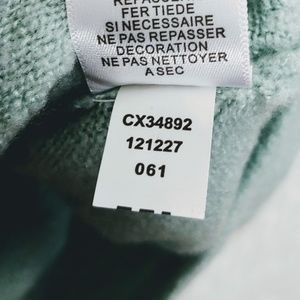 FER TIEDE
SI NECESSAIRE
NE PAS REPASSER
DECORATION
NE PAS NETTOYER
A SEC
CX34892
121227
061